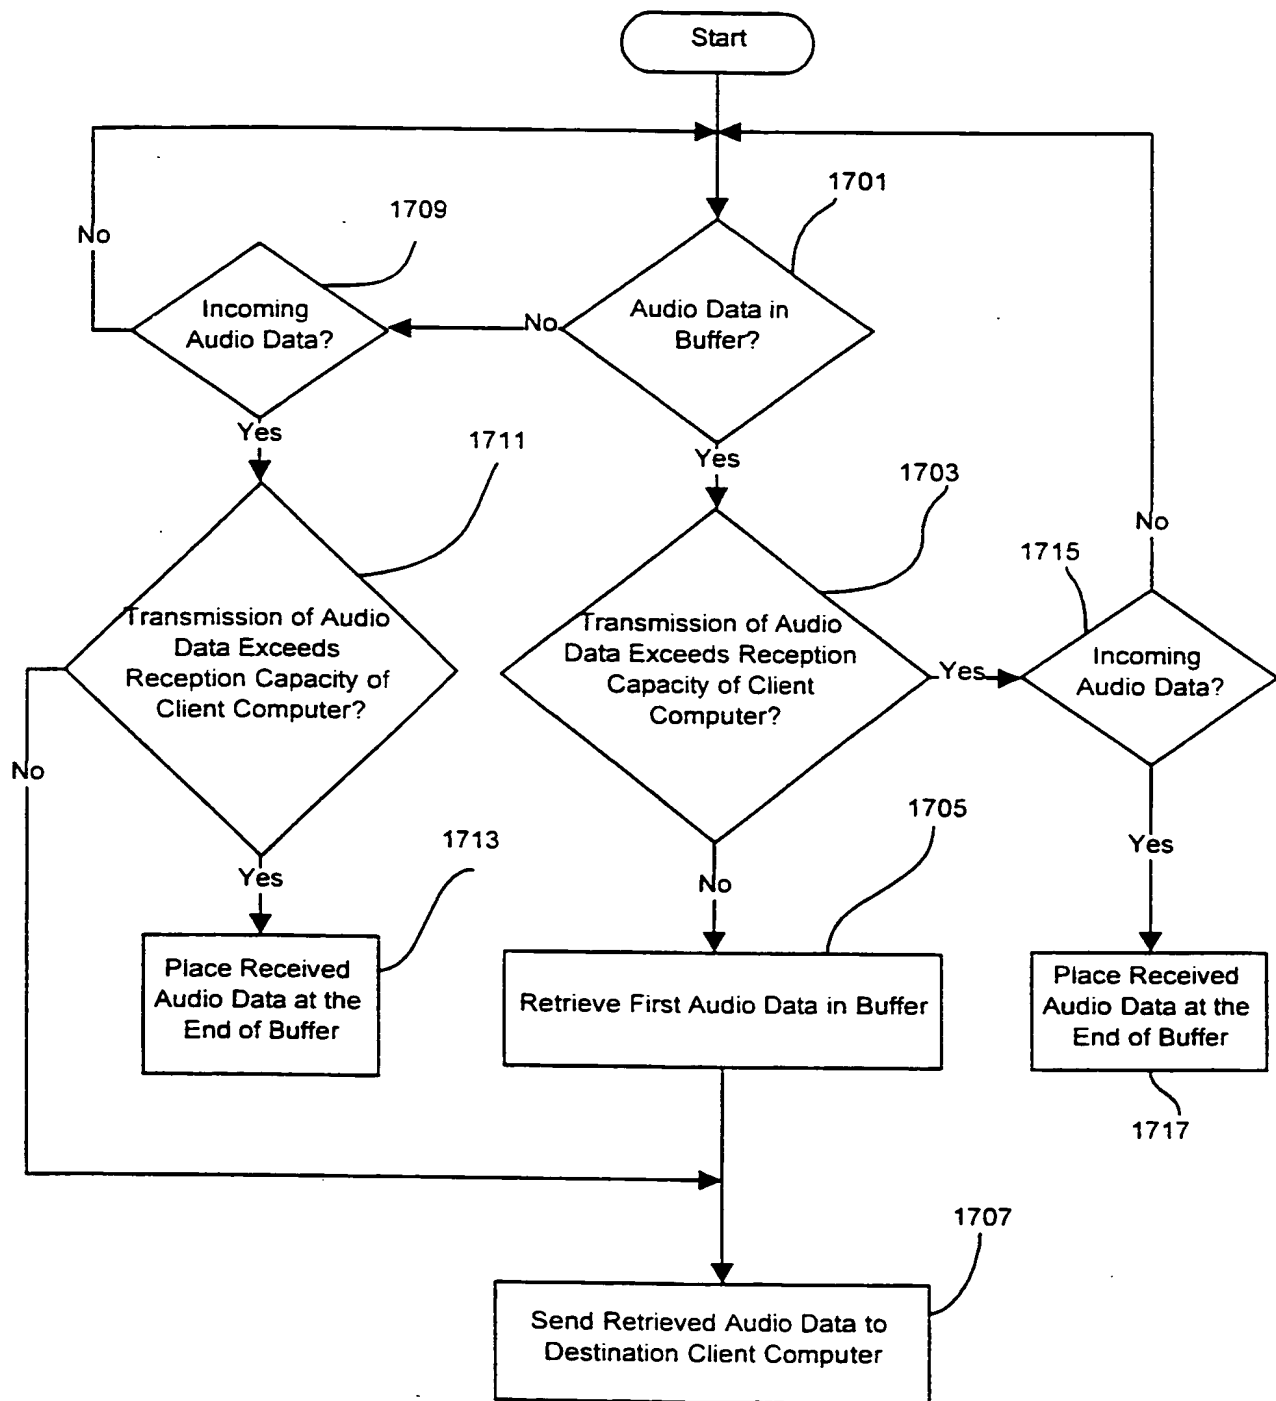 Start
1701
1709
No
Incoming
Audio Data?
No
Audio Data in
Buffer?
Yes
1711
Yes
1703
No
1715
Transmission of Audio
Data Exceeds
Reception Capacity of
Client Computer?
Transmission of Audio
Data Exceeds Reception
Capacity of Client
Computer?
Yes
Incoming
Audio Data?
No
1705
1713
Yes
Yes
No
Place Received
Audio Data at the
End of Buffer
Retrieve First Audio Data in Buffer
Place Received
Audio Data at the
End of Buffer
1717
1707
Send Retrieved Audio Data to
Destination Client Computer